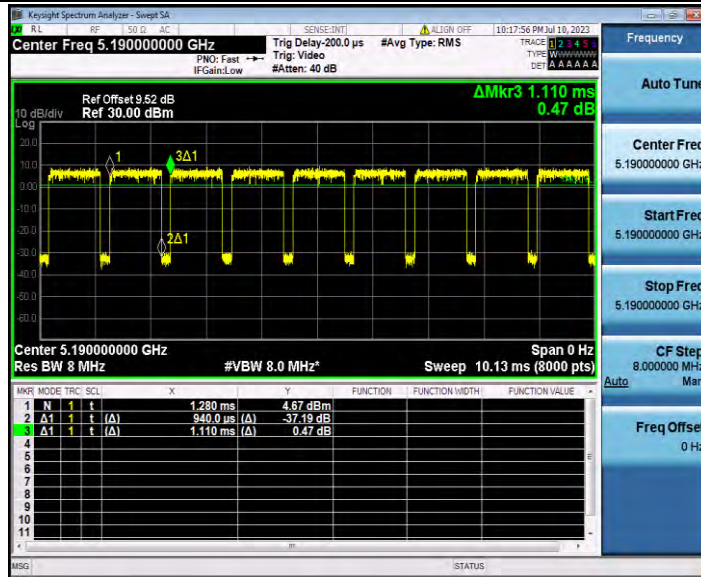 Keysight Spectrum Analyzer - Swept SA
RL RF 50 Ω AC SENSE:INT ALIGN OFF 10:17:56 PM Jul 10, 2023
Center Freq 5.190000000 GHz
Trig Delay-200.0 µs #Avg Type: RMS
TRACE 1 2 3 4 5 6
PNO: Fast Trig: Video
TYPE W
IFGain:Low #Atten: 40 dB
DET A A A A A A
ΔMkr3 1.110 ms
0.47 dB
Ref Offset 9.52 dB
10 dB/div Ref 30.00 dBm
Log
20.0
10.0
0.00
-10.0
-20.0
-30.0
-40.0
-50.0
-60.0
1
3Δ1
2Δ1
Center 5.190000000 GHz Span 0 Hz
Res BW 8 MHz #VBW 8.0 MHz* Sweep 10.13 ms (8000 pts)
MKR MODE TRC SCL X Y FUNCTION FUNCTION WIDTH FUNCTION VALUE
1 N 1 t 1.280 ms 4.67 dBm
2 Δ1 1 t (Δ) 940.0 µs (Δ) -37.19 dB
3 Δ1 1 t (Δ) 1.110 ms (Δ) 0.47 dB
4
5
6
7
8
9
10
11
MSG STATUS
Frequency
Auto Tune
Center Freq
5.190000000 GHz
Start Freq
5.190000000 GHz
Stop Freq
5.190000000 GHz
CF Step
8.000000 MHz
Auto Man
Freq Offset
0 Hz